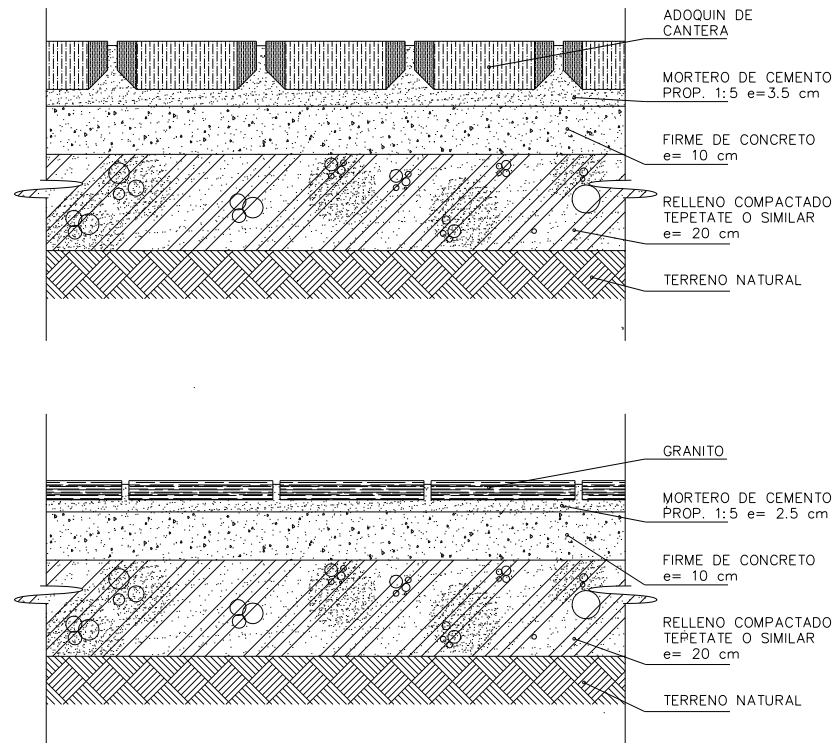 ADOQUIN DE
CANTERA
MORTERO DE CEMENTO
PROP. 1:5 e=3.5 cm
FIRME DE CONCRETO
e= 10 cm
RELLENO COMPACTADO
TEPETATE O SIMILAR
e= 20 cm
TERRENO NATURAL
GRANITO
MORTERO DE CEMENTO
PROP. 1:5 e= 2.5 cm
FIRME DE CONCRETO
e= 10 cm
RELLENO COMPACTADO
TEPETATE O SIMILAR
e= 20 cm
TERRENO NATURAL